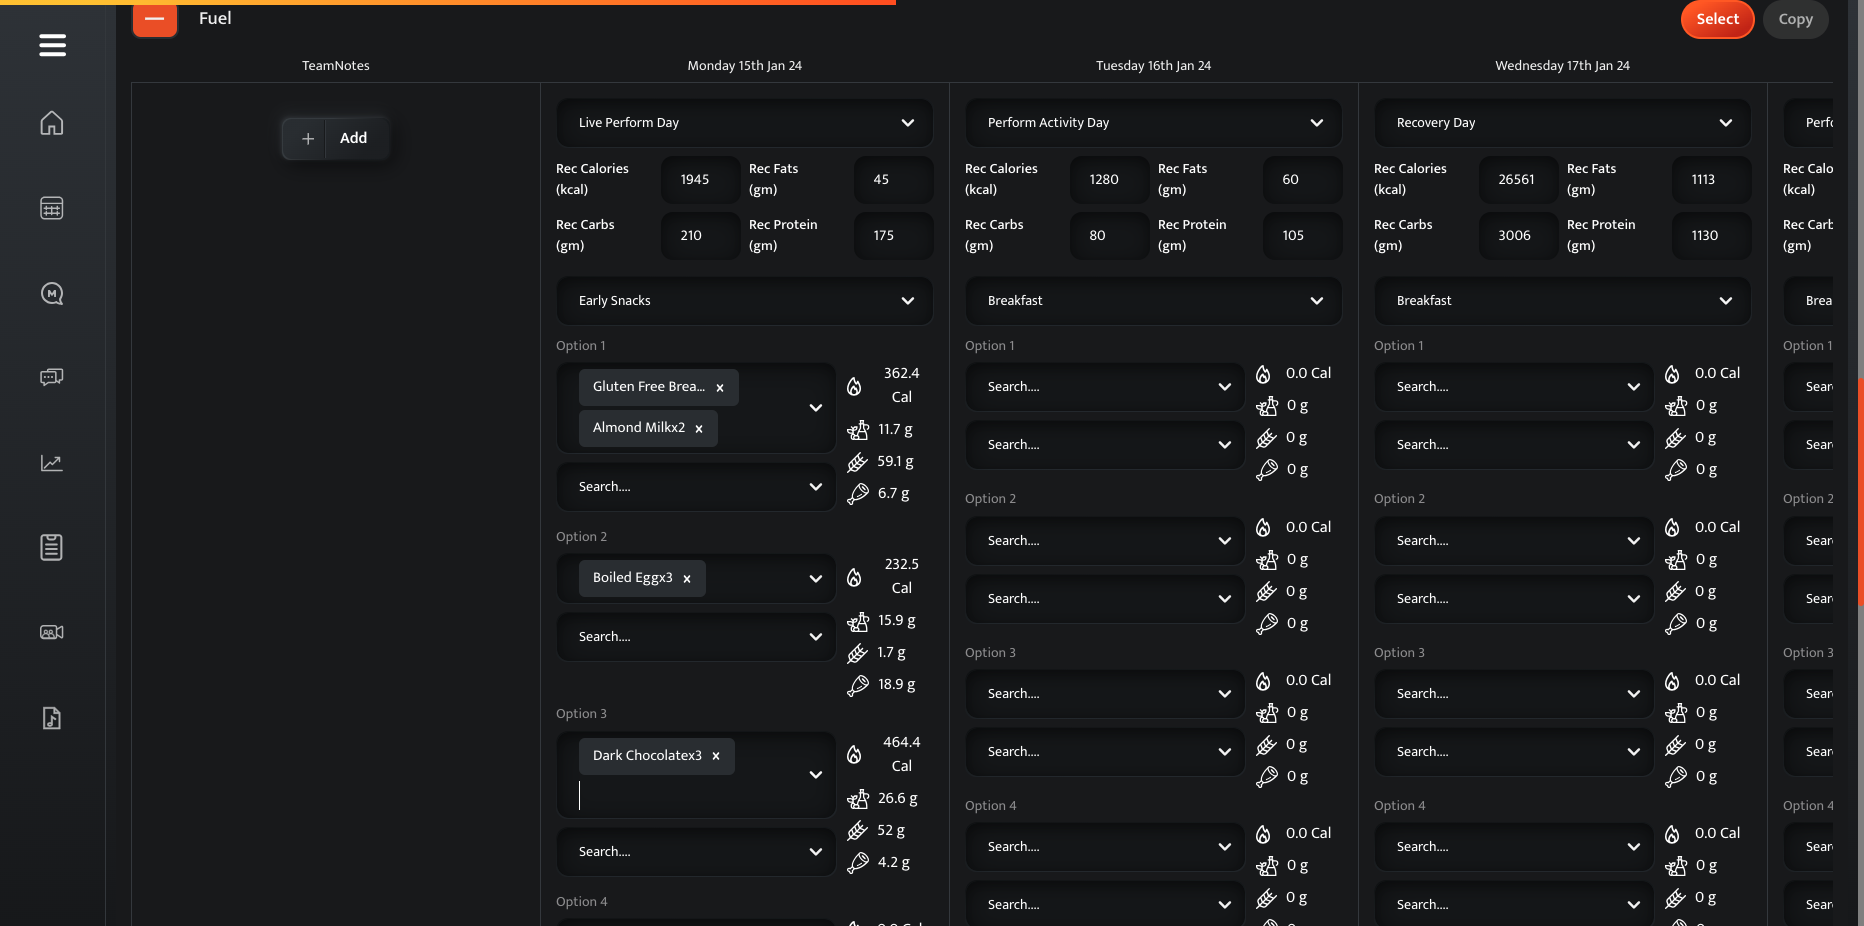 Fuel
Select
Copy
TeamNotes
Monday 15th Jan 24
Tuesday 16th Jan 24
Wednesday 17th Jan 24
+ Add
Live Perform Day
Rec Calories (kcal)
1945
Rec Fats (gm)
45
Rec Carbs (gm)
210
Rec Protein (gm)
175
Early Snacks
Option 1
Gluten Free Brea... x
Almond Milkx2 x
Search....
362.4 Cal
11.7 g
59.1 g
6.7 g
Option 2
Boiled Eggx3 x
Search....
232.5 Cal
15.9 g
1.7 g
18.9 g
Option 3
Dark Chocolatex3 x
Search....
464.4 Cal
26.6 g
52 g
4.2 g
Option 4
Perform Activity Day
Rec Calories (kcal)
1280
Rec Fats (gm)
60
Rec Carbs (gm)
80
Rec Protein (gm)
105
Breakfast
Option 1
Search....
Search....
0.0 Cal
0 g
0 g
0 g
Option 2
Search....
Search....
0.0 Cal
0 g
0 g
0 g
Option 3
Search....
Search....
0.0 Cal
0 g
0 g
0 g
Option 4
Search....
Search....
0.0 Cal
0 g
0 g
Recovery Day
Rec Calories (kcal)
26561
Rec Fats (gm)
1113
Rec Carbs (gm)
3006
Rec Protein (gm)
1130
Breakfast
Option 1
Search....
Search....
0.0 Cal
0 g
0 g
0 g
Option 2
Search....
Search....
0.0 Cal
0 g
0 g
0 g
Option 3
Search....
Search....
0.0 Cal
0 g
0 g
0 g
Option 4
Search....
Search....
0.0 Cal
0 g
0 g
Rec Calo
(kcal)
Rec Carb
(gm)
Brea
Option 1
Option 2
Option 3
Option 4
M